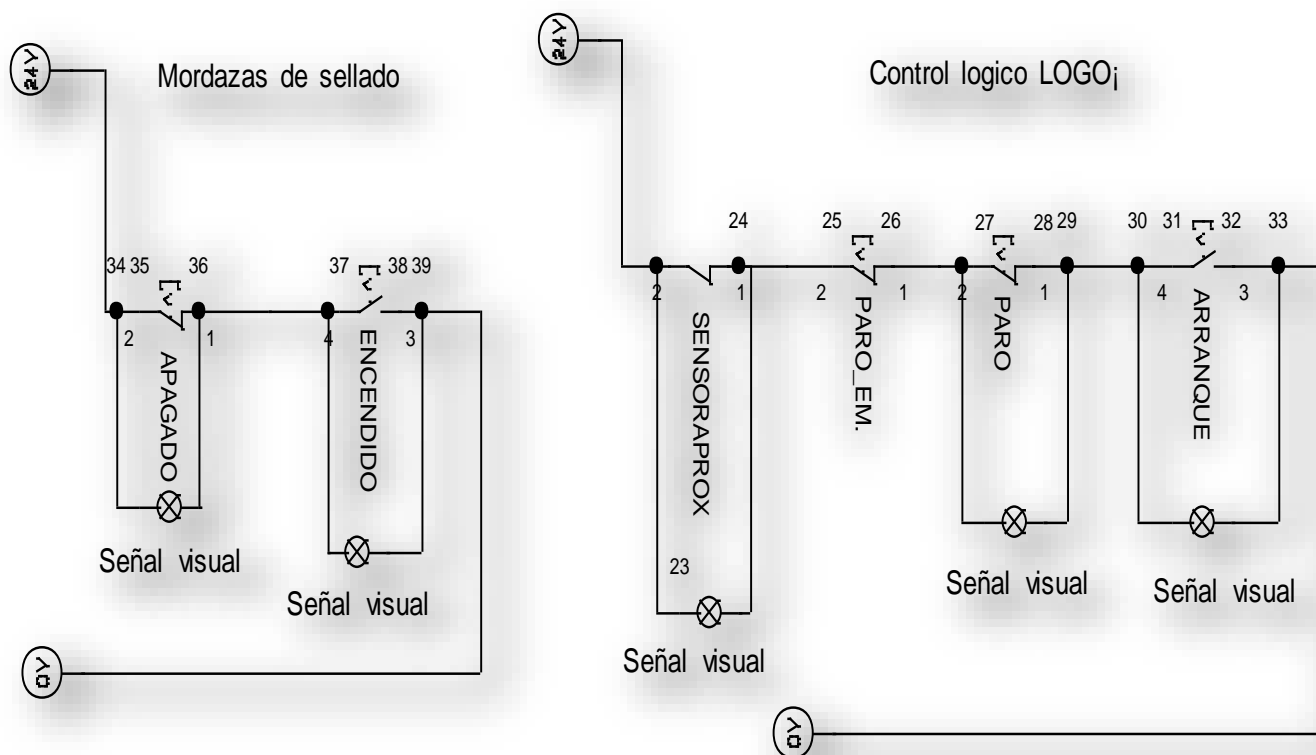 24V
Mordazas de sellado
34 35 36 37 38 39
2 1 4 3
APAGADO
ENCENDIDO
Señal visual
Señal visual
0V
24V
Control logico LOGO¡
24 25 26 27 28 29 30 31 32 33
2 1 2 1 2 1 4 3
SENSORAPROX
PARO_EM.
PARO
ARRANQUE
23
Señal visual
Señal visual
Señal visual
0V